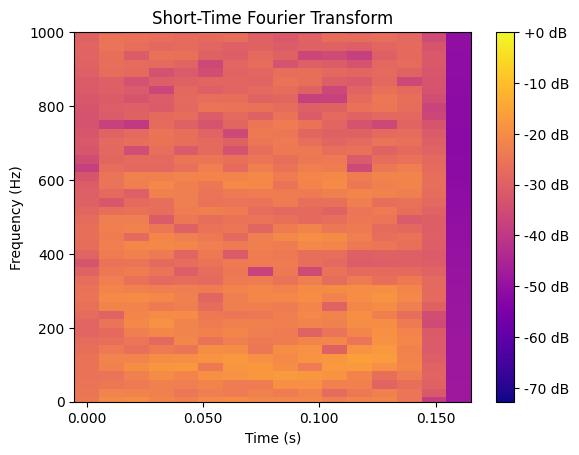 Short-Time Fourier Transform
1000
800
600
400
200
0
Frequency (Hz)
0.000
0.050
0.100
0.150
Time (s)
+0 dB
-10 dB
-20 dB
-30 dB
-40 dB
-50 dB
-60 dB
-70 dB